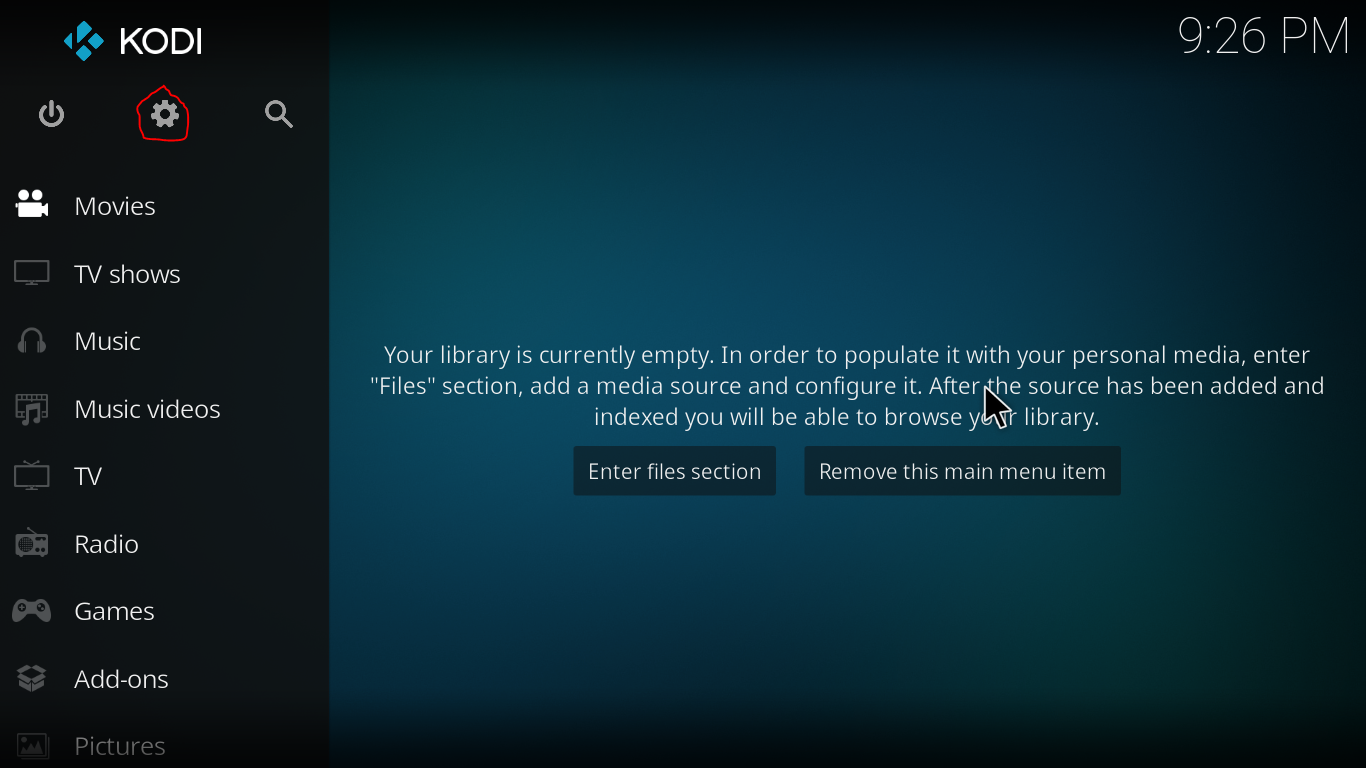 KODI
9:26 PM
Movies
TV shows
Music
Music videos
TV
Radio
Games
Add-ons
Pictures
Your library is currently empty. In order to populate it with your personal media, enter
"Files" section, add a media source and configure it. After the source has been added and
indexed you will be able to browse your library.
Enter files section
Remove this main menu item